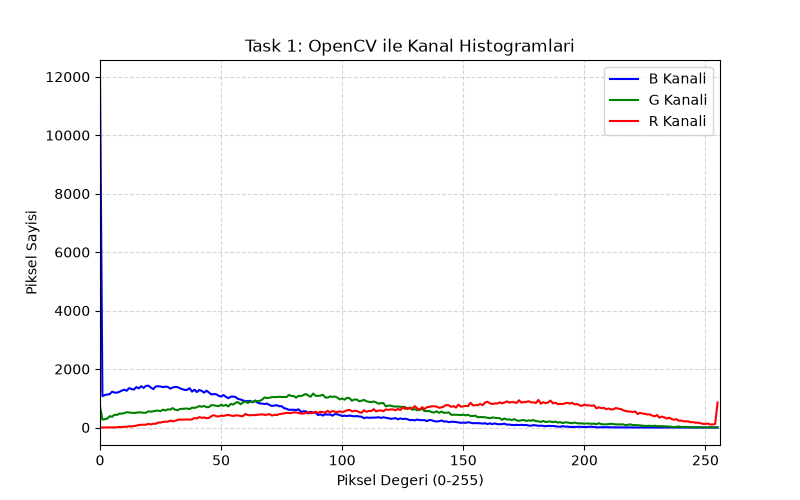 Task 1: OpenCV ile Kanal Histogramlari
B Kanali
G Kanali
R Kanali
12000
10000
8000
6000
4000
2000
0
Piksel Sayisi
0 50 100 150 200 250
Piksel Degeri (0-255)